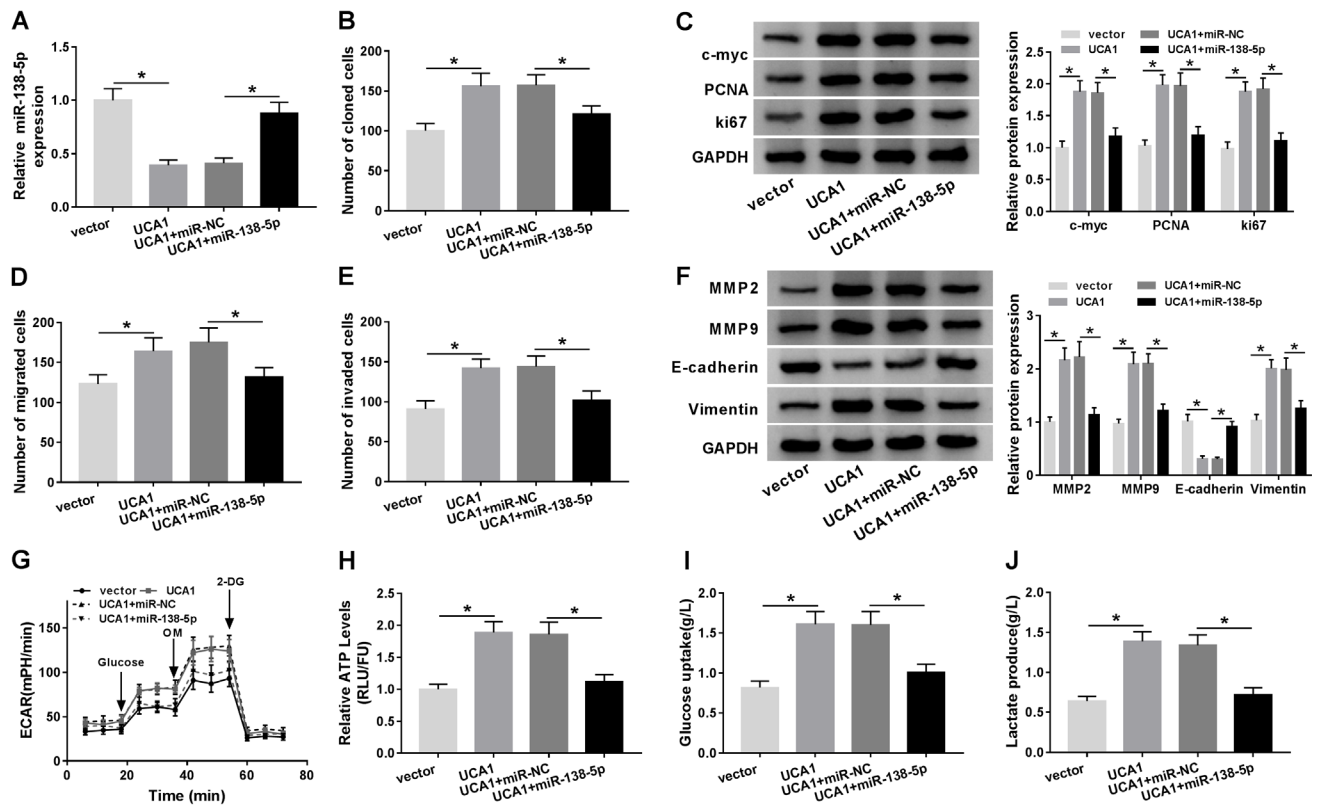 A
Relative miR-138-5p
expression
1.5
1.0
0.5
0.0
vector
UCA1
UCA1+miR-NC
UCA1+miR-138-5p
*
*
B
Number of cloned cells
200
150
100
50
0
vector
UCA1
UCA1+miR-NC
UCA1+miR-138-5p
*
*
C
c-myc
PCNA
ki67
GAPDH
vector
UCA1
UCA1+miR-NC
UCA1+miR-138-5p
vector
UCA1
UCA1+miR-NC
UCA1+miR-138-5p
Relative protein expression
3
2
1
0
* * * * * *
c-myc PCNA ki67
D
Number of migrated cells
200
150
100
50
0
vector
UCA1
UCA1+miR-NC
UCA1+miR-138-5p
*
*
E
Number of invaded cells
200
150
100
50
0
vector
UCA1
UCA1+miR-NC
UCA1+miR-138-5p
*
*
F
MMP2
MMP9
E-cadherin
Vimentin
GAPDH
vector
UCA1
UCA1+miR-NC
UCA1+miR-138-5p
vector
UCA1
UCA1+miR-NC
UCA1+miR-138-5p
Relative protein expression
3
2
1
0
* * * * * * * *
MMP2 MMP9 E-cadherin Vimentin
G
vector UCA1
UCA1+miR-NC
UCA1+miR-138-5p
2-DG
OM
Glucose
ECAR(mPH/min)
150
100
50
0
0 20 40 60 80
Time (min)
H
Relative ATP Levels
(RLU/FU)
2.5
2.0
1.5
1.0
0.5
0.0
vector
UCA1
UCA1+miR-NC
UCA1+miR-138-5p
*
*
I
Glucose uptake(g/L)
2.0
1.5
1.0
0.5
0.0
vector
UCA1
UCA1+miR-NC
UCA1+miR-138-5p
*
*
J
Lactate produce(g/L)
2.0
1.5
1.0
0.5
0.0
vector
UCA1
UCA1+miR-NC
UCA1+miR-138-5p
*
*